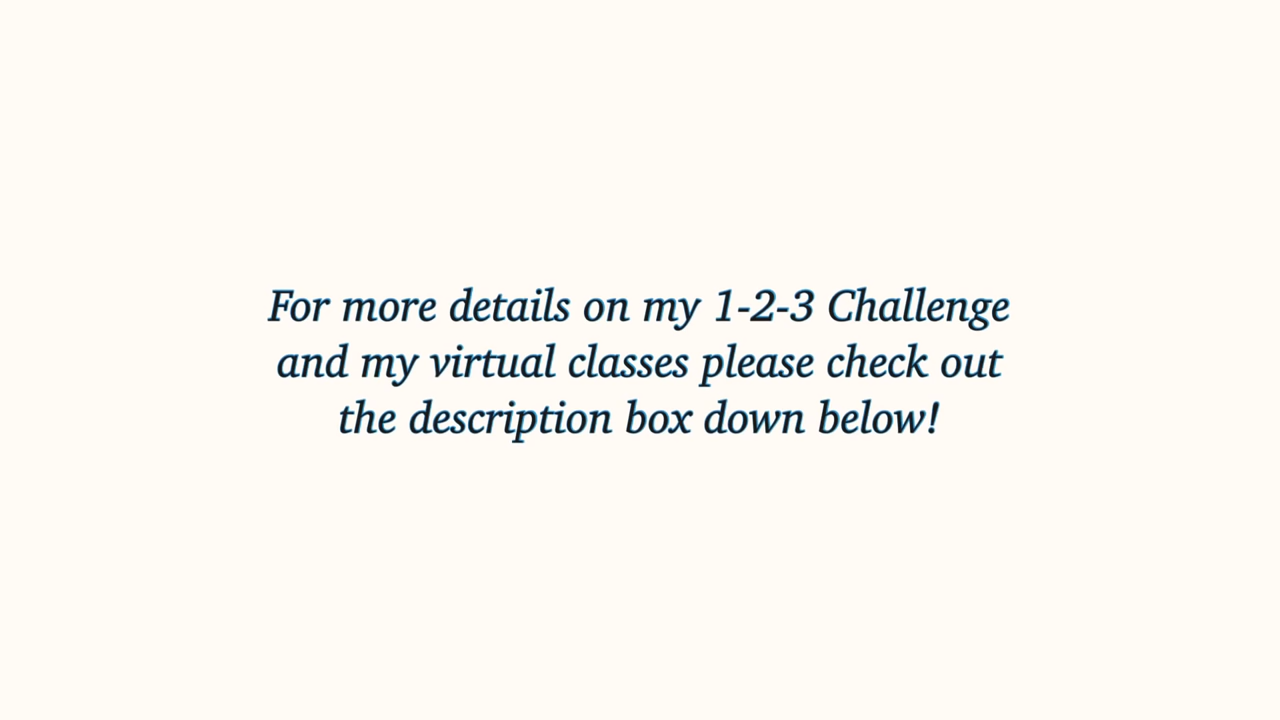 For more details on my 1-2-3 Challenge
and my virtual classes please check out
the description box down below!